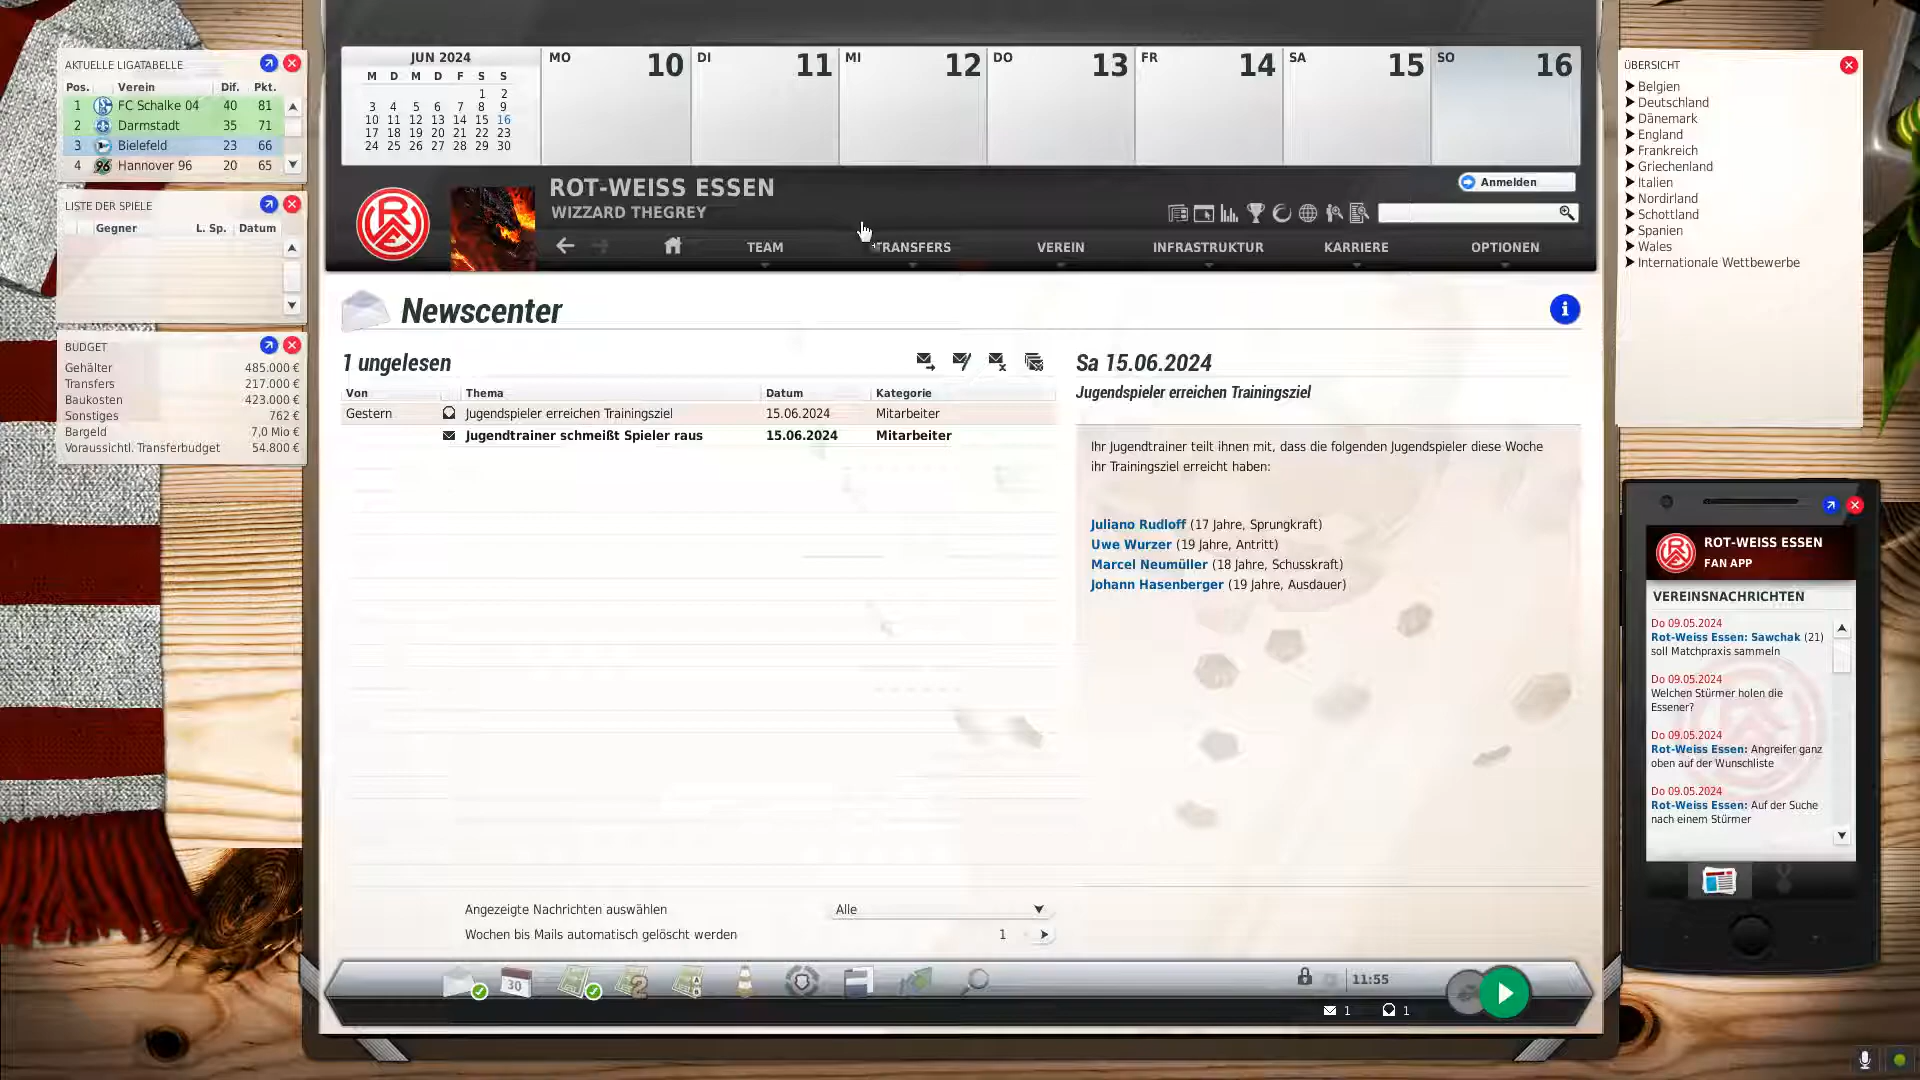 AKTUELLE LIGATABELLE
Pos. Verein Dif. Pkt.
1 FC Schalke 04 40 81
2 Darmstadt 35 71
3 Bielefeld 23 66
4 Hannover 96 20 65
LISTE DER SPIELE
Gegner L. Sp. Datum
BUDGET
Gehälter 485.000 €
Transfers 217.000 €
Baukosten 423.000 €
Sonstiges 762 €
Bargeld 7,0 Mio €
Voraussichtl. Transferbudget 54.800 €
JUN 2024
M D M D F S S
1 2
3 4 5 6 7 8 9
10 11 12 13 14 15 16
17 18 19 20 21 22 23
24 25 26 27 28 29 30
MO 10 DI 11 MI 12 DO 13 FR 14 SA 15 SO 16
ROT-WEISS ESSEN
WIZZARD THEGREY
Anmelden
TEAM TRANSFERS VEREIN INFRASTRUKTUR KARRIERE OPTIONEN
Newscenter
1 ungelesen
Von Thema Datum Kategorie
Gestern Jugendspieler erreichen Trainingsziel 15.06.2024 Mitarbeiter
Jugendtrainer schmeißt Spieler raus 15.06.2024 Mitarbeiter
Angezeigte Nachrichten auswählen Alle
Wochen bis Mails automatisch gelöscht werden 1
Sa 15.06.2024
Jugendspieler erreichen Trainingsziel
Ihr Jugendtrainer teilt ihnen mit, dass die folgenden Jugendspieler diese Woche
ihr Trainingsziel erreicht haben:
Juliano Rudloff (17 Jahre, Sprungkraft)
Uwe Wurzer (19 Jahre, Antritt)
Marcel Neumüller (18 Jahre, Schusskraft)
Johann Hasenberger (19 Jahre, Ausdauer)
30
11:55
1 1
ÜBERSICHT
Belgien
Deutschland
Dänemark
England
Frankreich
Griechenland
Italien
Nordirland
Schottland
Spanien
Wales
Internationale Wettbewerbe
ROT-WEISS ESSEN
FAN APP
VEREINSNACHRICHTEN
Do 09.05.2024
Rot-Weiss Essen: Sawchak (21)
soll Matchpraxis sammeln
Do 09.05.2024
Welchen Stürmer holen die
Essener?
Do 09.05.2024
Rot-Weiss Essen: Angreifer ganz
oben auf der Wunschliste
Do 09.05.2024
Rot-Weiss Essen: Auf der Suche
nach einem Stürmer